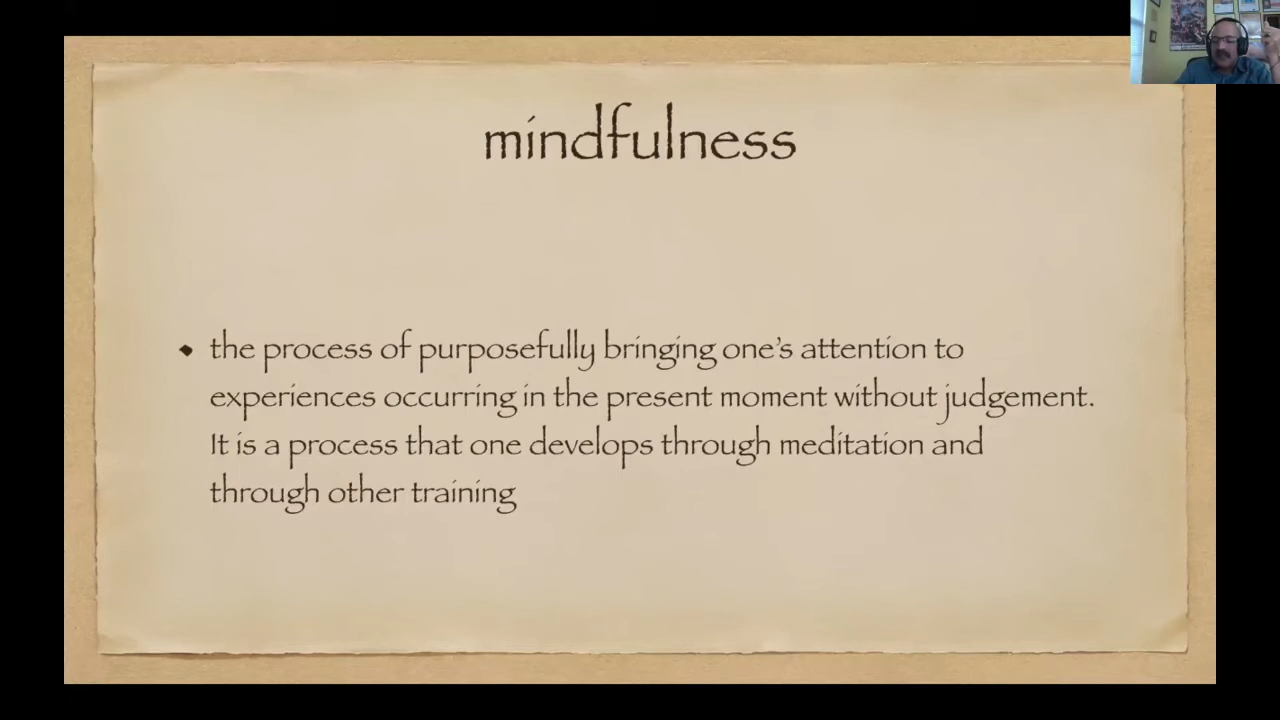 mindfulness
• the process of purposefully bringing one's attention to
experiences occurring in the present moment without judgement.
It is a process that one develops through meditation and
through other training